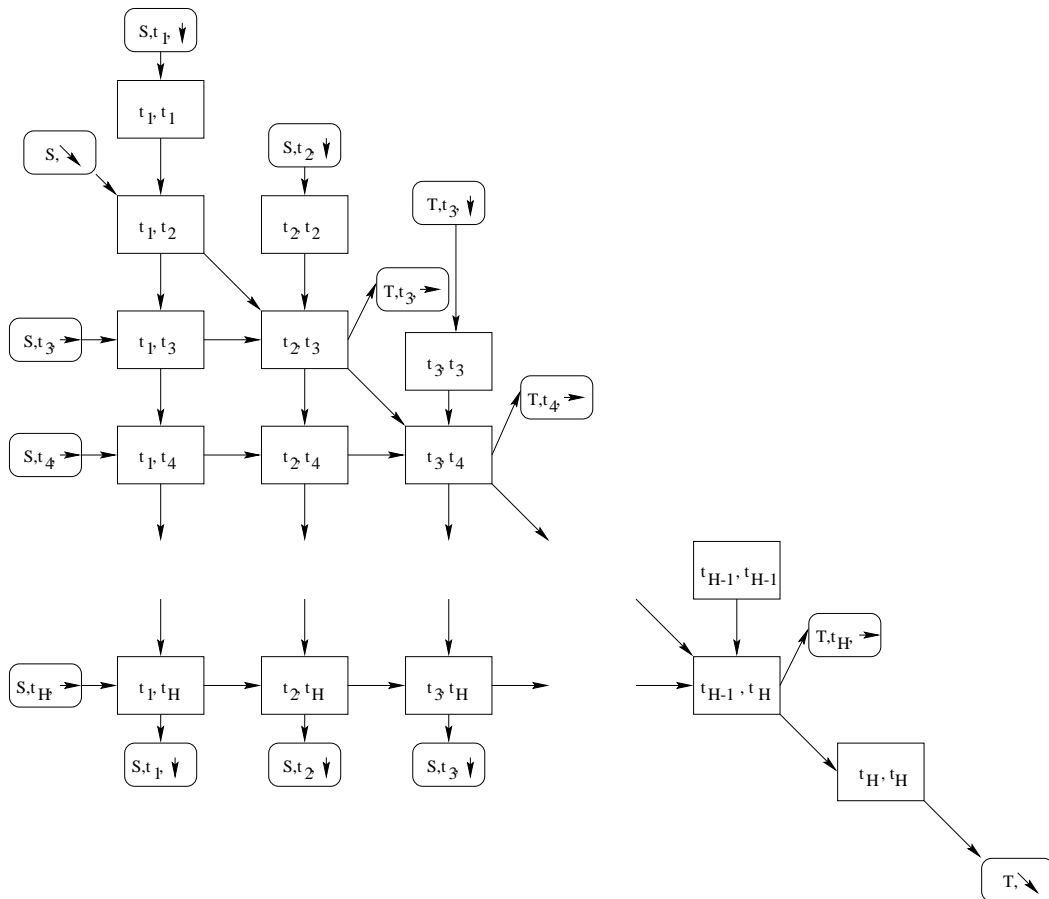 S,t1, ↓
t1, t1
S, ↘
S,t2, ↓
T,t3, ↓
t1, t2
t2, t2
T,t3, →
S,t3, →
t1, t3
t2, t3
t3, t3
T,t4, →
S,t4, →
t1, t4
t2, t4
t3, t4
tH-1, tH-1
T,tH, →
S,tH, →
t1, tH
t2, tH
t3, tH
tH-1, tH
S,t1, ↓
S,t2, ↓
S,t3, ↓
tH, tH
T, ↘